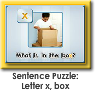 x
What is in the box?
Sentence Puzzle:
Letter x, box